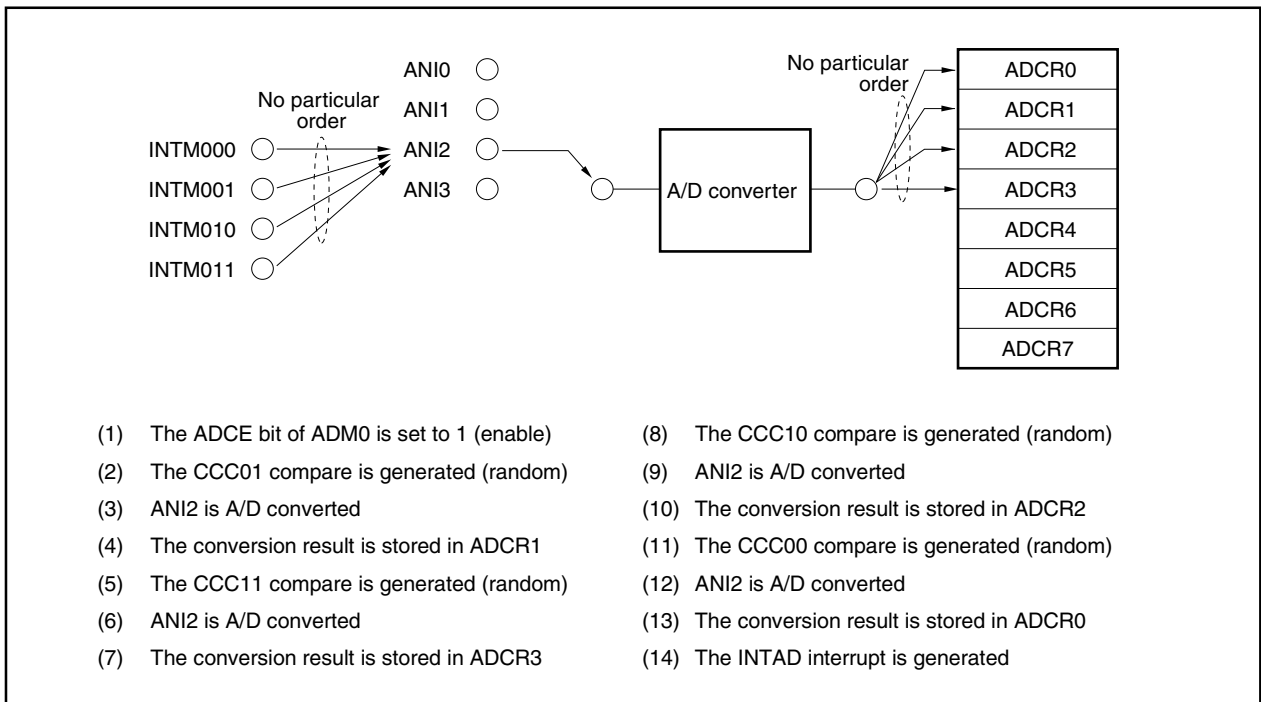 ANI0
ANI1
ANI2
ANI3
No particular
order
INTM000
INTM001
INTM010
INTM011
A/D converter
No particular
order
ADCR0
ADCR1
ADCR2
ADCR3
ADCR4
ADCR5
ADCR6
ADCR7
(1) The ADCE bit of ADM0 is set to 1 (enable)
(2) The CCC01 compare is generated (random)
(3) ANI2 is A/D converted
(4) The conversion result is stored in ADCR1
(5) The CCC11 compare is generated (random)
(6) ANI2 is A/D converted
(7) The conversion result is stored in ADCR3
(8) The CCC10 compare is generated (random)
(9) ANI2 is A/D converted
(10) The conversion result is stored in ADCR2
(11) The CCC00 compare is generated (random)
(12) ANI2 is A/D converted
(13) The conversion result is stored in ADCR0
(14) The INTAD interrupt is generated